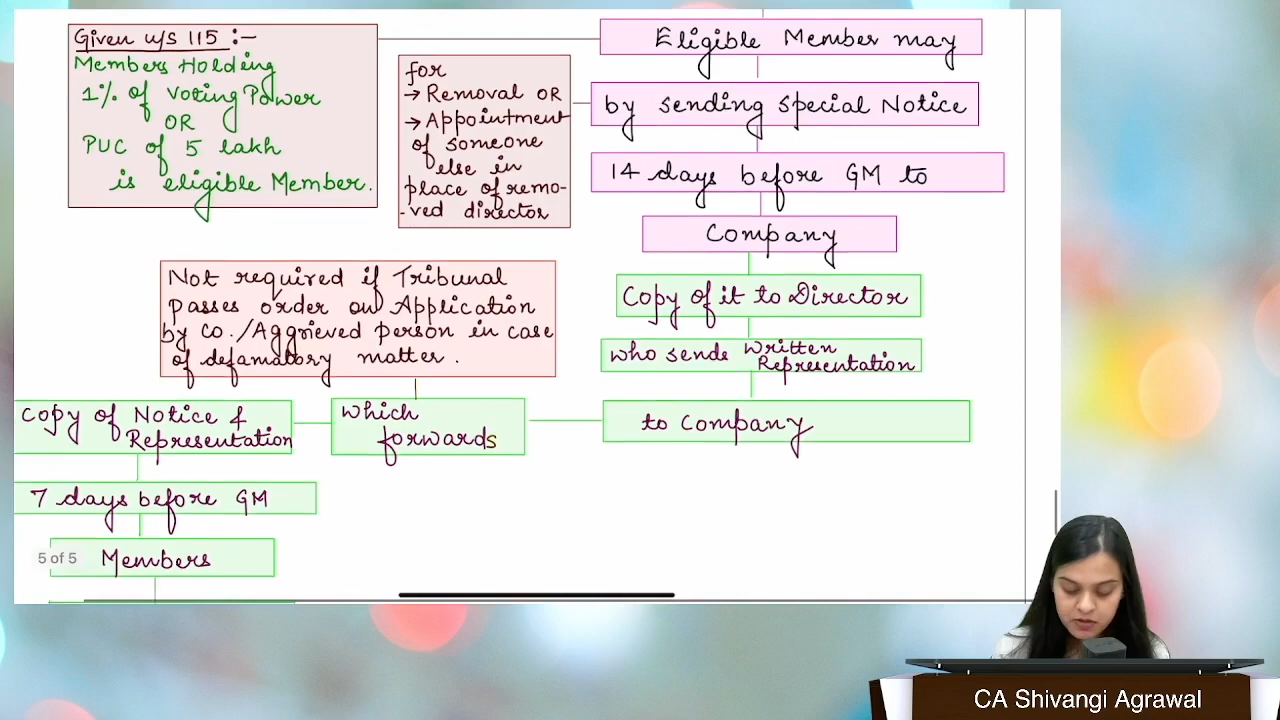 Given u/s 115 :-
Members Holding
1% of Voting Power
OR
PUC of 5 lakh
is eligible Member.
for
→ Removal OR
→ Appointment
of someone
else in
place of remo-
-ved director
Eligible Member may
by sending Special Notice
14 days before GM to
Company
Copy of it to Director
who sends Written
Representation
to Company
Not required if Tribunal
passes order on Application
by Co./Aggrieved person in case
of defamatory matter.
which
forwards
Copy of Notice &
Representation
7 days before GM
5 of 5
Members
CA Shivangi Agrawal